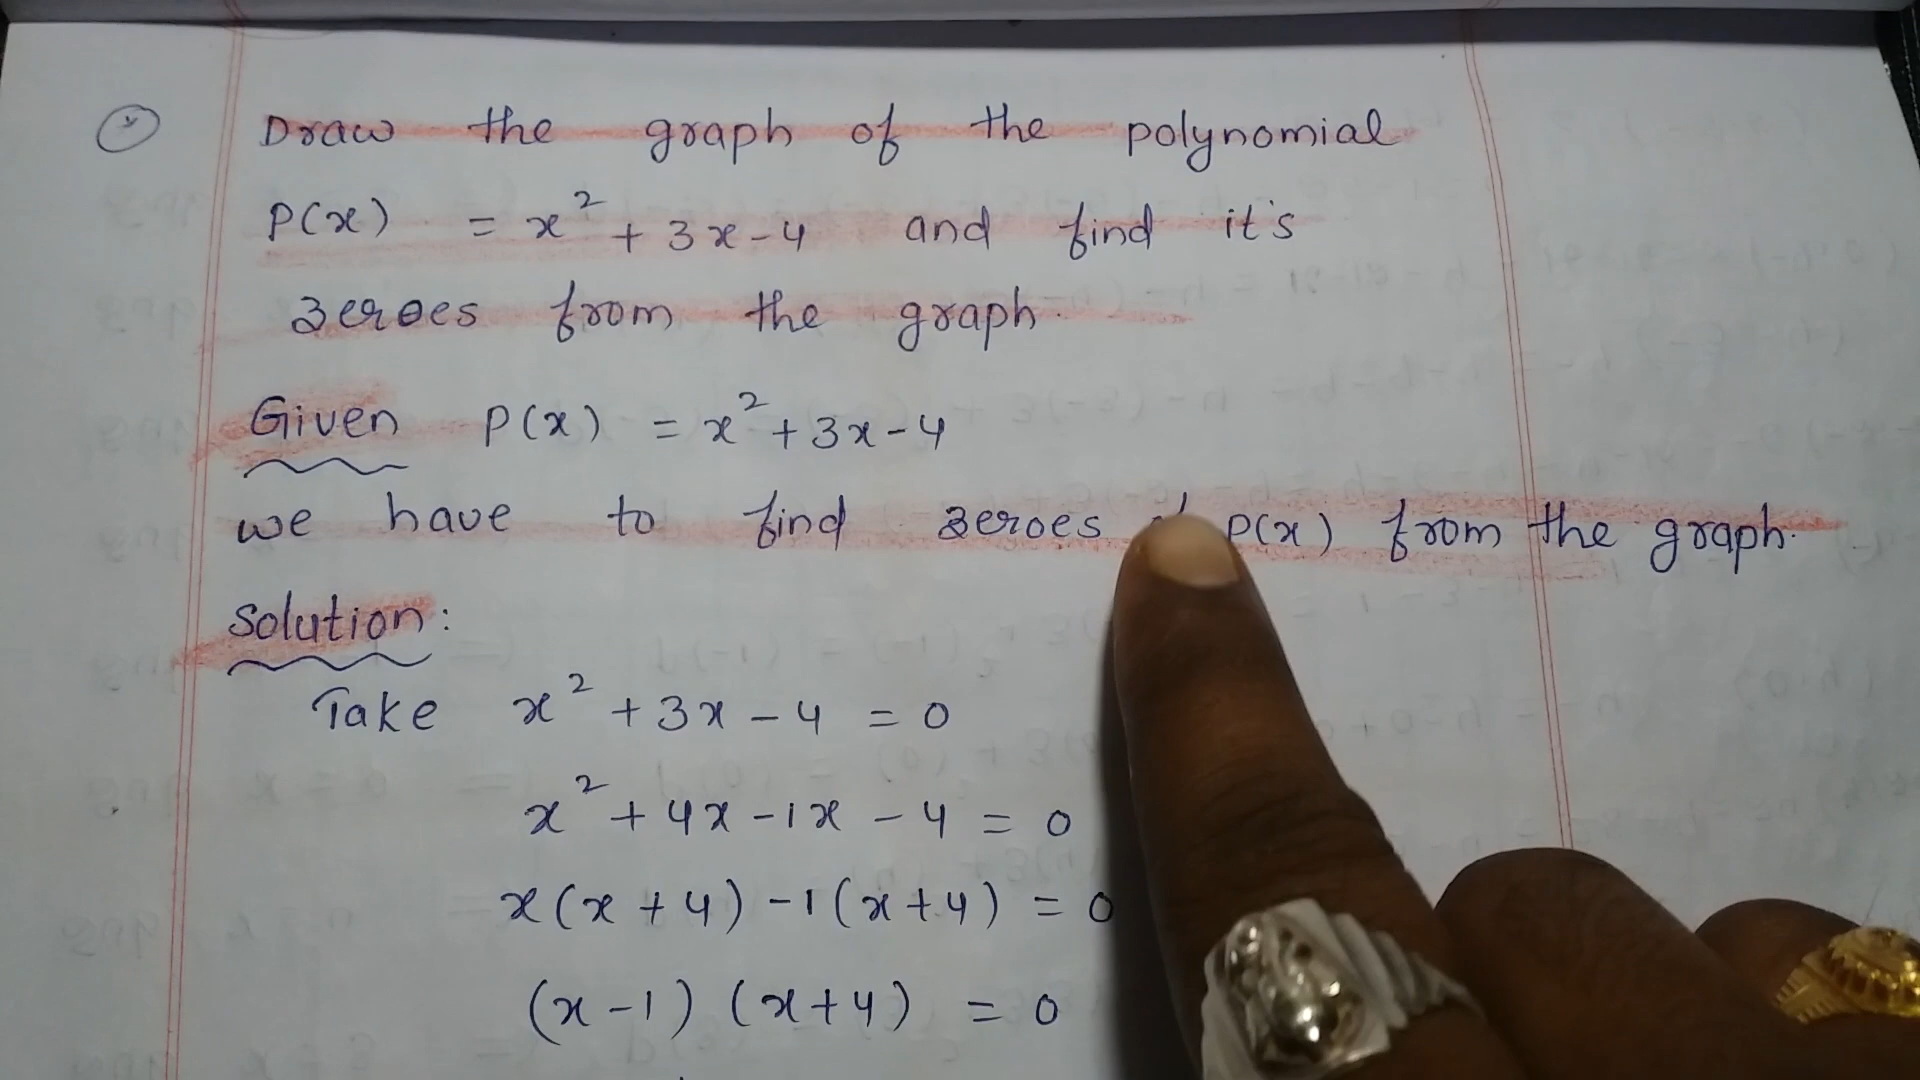 Draw the graph of the polynomial
P(x) = x² + 3x - 4 and find it's
zeroes from the graph.
Given P(x) = x² + 3x - 4
we have to find zeroes P(x) from the graph.
Solution:
Take x² + 3x - 4 = 0
x² + 4x - 1x - 4 = 0
x(x + 4) - 1(x + 4) = 0
(x - 1) (x + 4) = 0